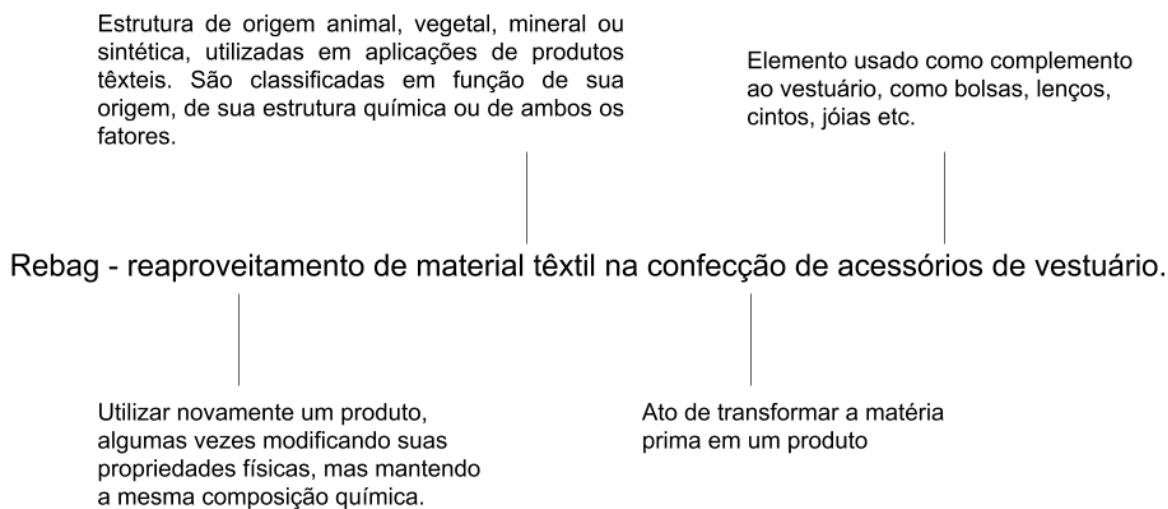 Estrutura de origem animal, vegetal, mineral ou
sintética, utilizadas em aplicações de produtos
têxteis. São classificadas em função de sua
origem, de sua estrutura química ou de ambos os
fatores.
Elemento usado como complemento
ao vestuário, como bolsas, lenços,
cintos, jóias etc.
Rebag - reaproveitamento de material têxtil na confecção de acessórios de vestuário.
Utilizar novamente um produto,
algumas vezes modificando suas
propriedades físicas, mas mantendo
a mesma composição química.
Ato de transformar a matéria
prima em um produto